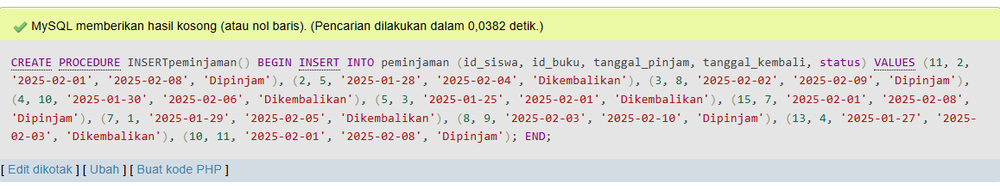 MySQL memberikan hasil kosong (atau nol baris). (Pencarian dilakukan dalam 0,0382 detik.)
CREATE PROCEDURE INSERTpeminjaman() BEGIN INSERT INTO peminjaman (id_siswa, id_buku, tanggal_pinjam, tanggal_kembali, status) VALUES (11, 2,
'2025-02-01', '2025-02-08', 'Dipinjam'), (2, 5, '2025-01-28', '2025-02-04', 'Dikembalikan'), (3, 8, '2025-02-02', '2025-02-09', 'Dipinjam'),
(4, 10, '2025-01-30', '2025-02-06', 'Dikembalikan'), (5, 3, '2025-01-25', '2025-02-01', 'Dikembalikan'), (15, 7, '2025-02-01', '2025-02-08',
'Dipinjam'), (7, 1, '2025-01-29', '2025-02-05', 'Dikembalikan'), (8, 9, '2025-02-03', '2025-02-10', 'Dipinjam'), (13, 4, '2025-01-27', '2025-
02-03', 'Dikembalikan'), (10, 11, '2025-02-01', '2025-02-08', 'Dipinjam'); END;
[ Edit dikotak ] [ Ubah ] [ Buat kode PHP ]